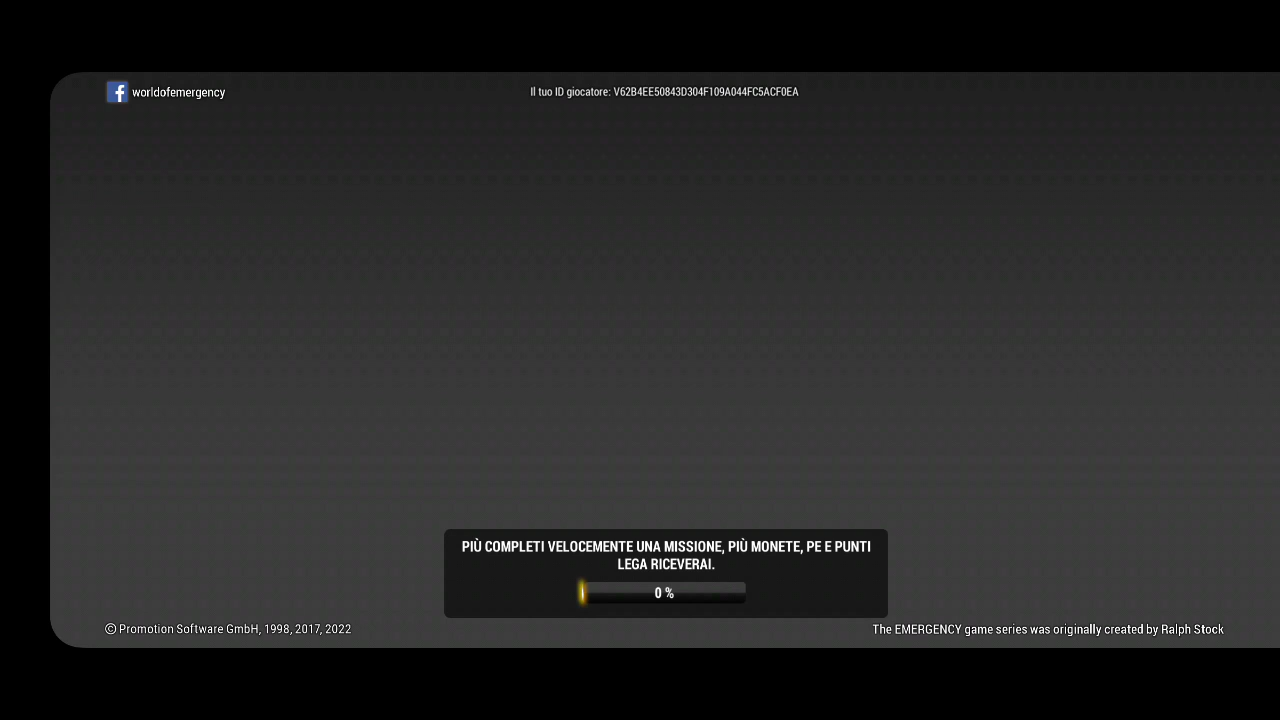 worldofemergency
Il tuo ID giocatore: V62B4EE50843D304F109A044FC5ACF0EA
PIÙ COMPLETI VELOCEMENTE UNA MISSIONE, PIÙ MONETE, PE E PUNTI
LEGA RICEVERAI.
0 %
© Promotion Software GmbH, 1998, 2017, 2022
The EMERGENCY game series was originally created by Ralph Stock